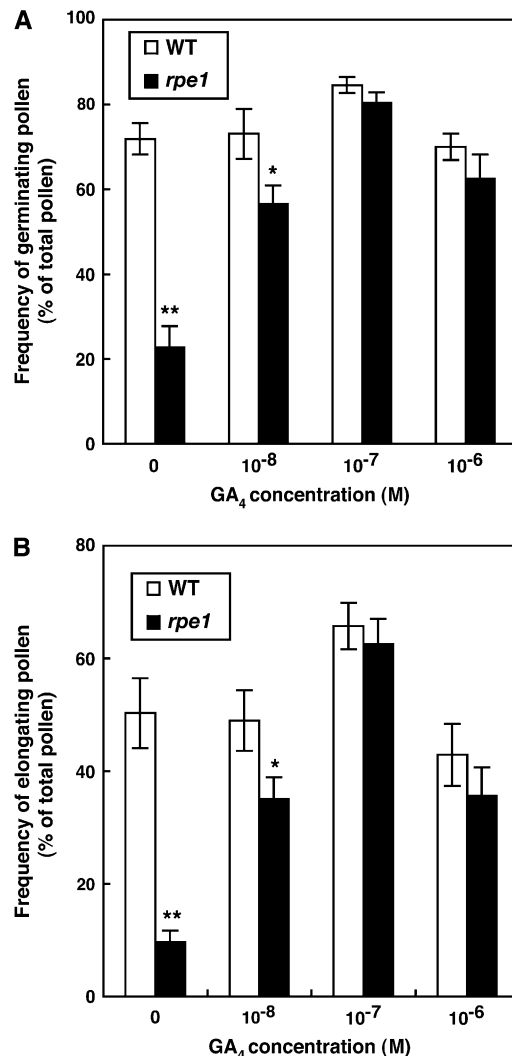 A
100
80
60
40
20
0
Frequency of germinating pollen
(% of total pollen)
WT
rpe1
**
*
0
10-8
10-7
10-6
GA4 concentration (M)
B
80
60
40
20
0
Frequency of elongating pollen
(% of total pollen)
WT
rpe1
**
*
0
10-8
10-7
10-6
GA4 concentration (M)